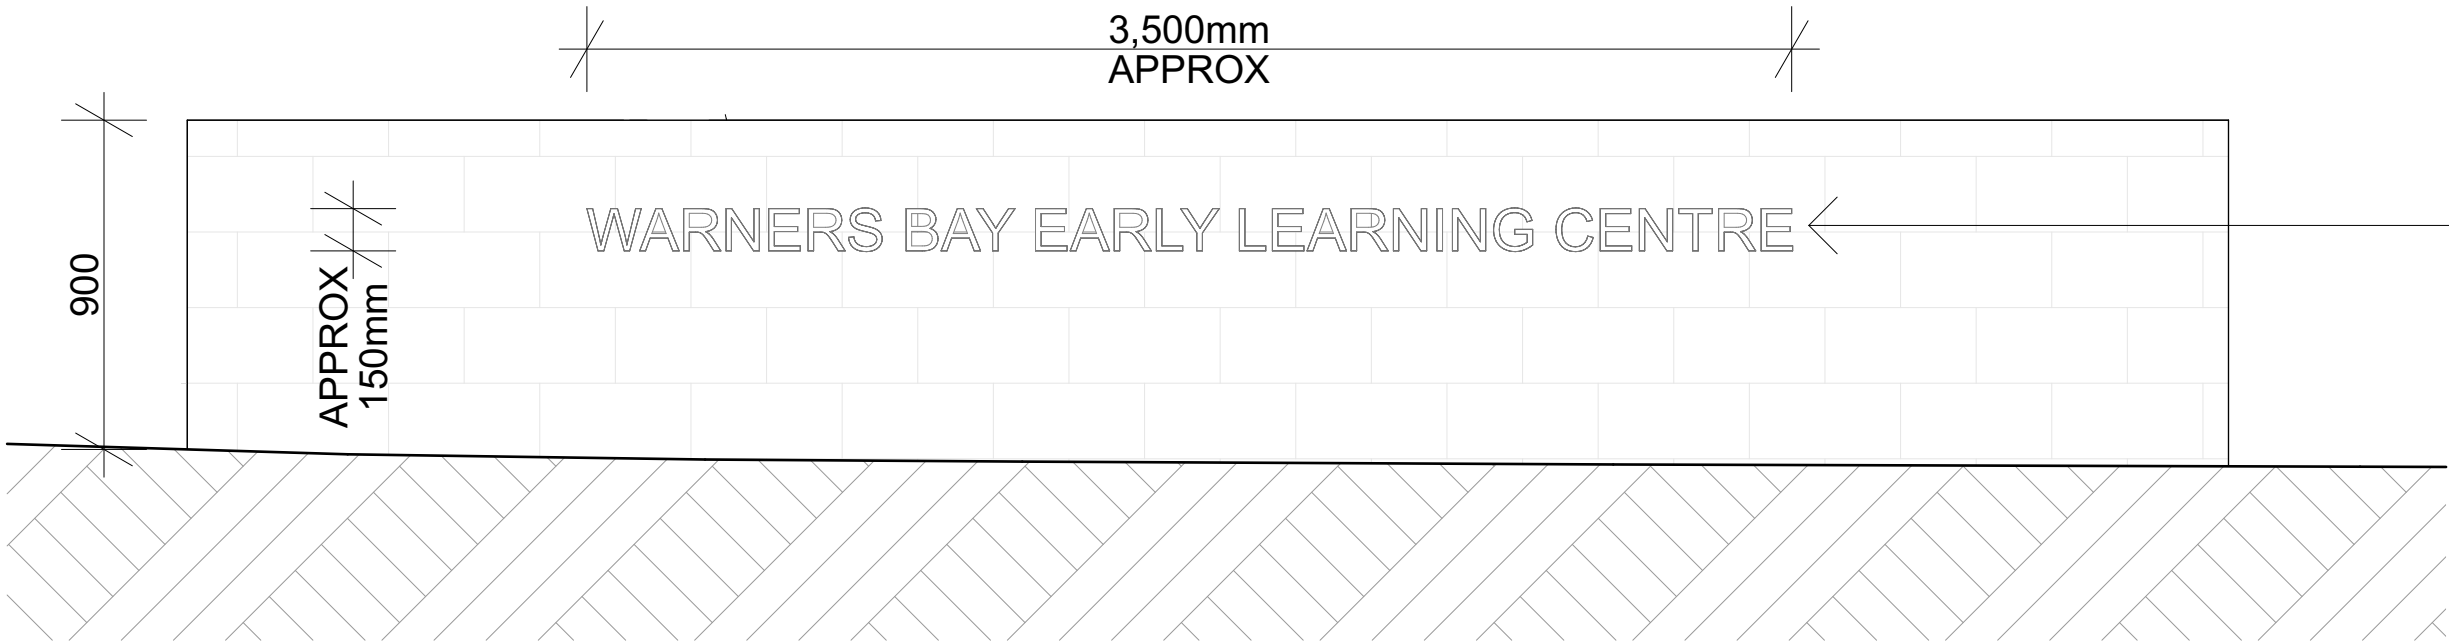 3,500mm
APPROX
WARNERS BAY EARLY LEARNING CENTRE
900
APPROX
150mm